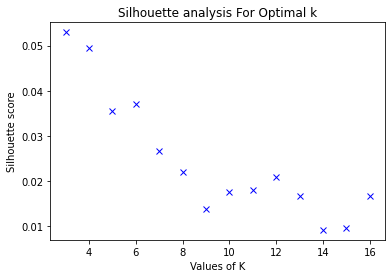 Silhouette analysis For Optimal k
Silhouette score
0.05
0.04
0.03
0.02
0.01
4 6 8 10 12 14 16
Values of K